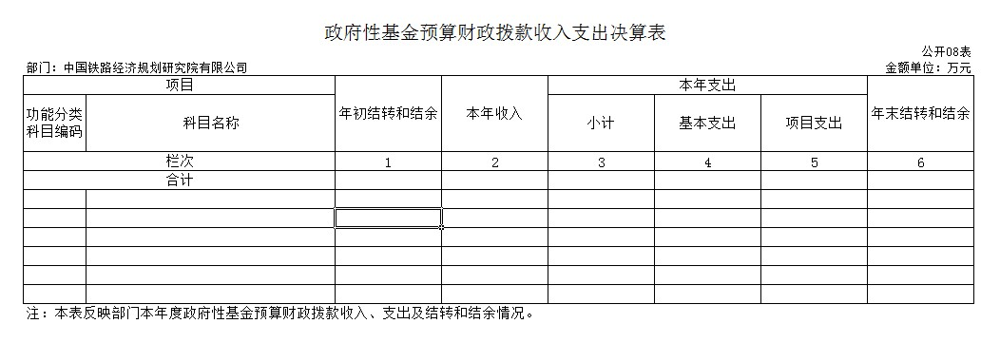 政府性基金预算财政拨款收入支出决算表
公开08表
部门：中国铁路经济规划研究院有限公司 金额单位：万元
项目 年初结转和结余 本年收入 本年支出 年末结转和结余
功能分类
科目编码 科目名称 小计 基本支出 项目支出
栏次 1 2 3 4 5 6
合计
注：本表反映部门本年度政府性基金预算财政拨款收入、支出及结转和结余情况。